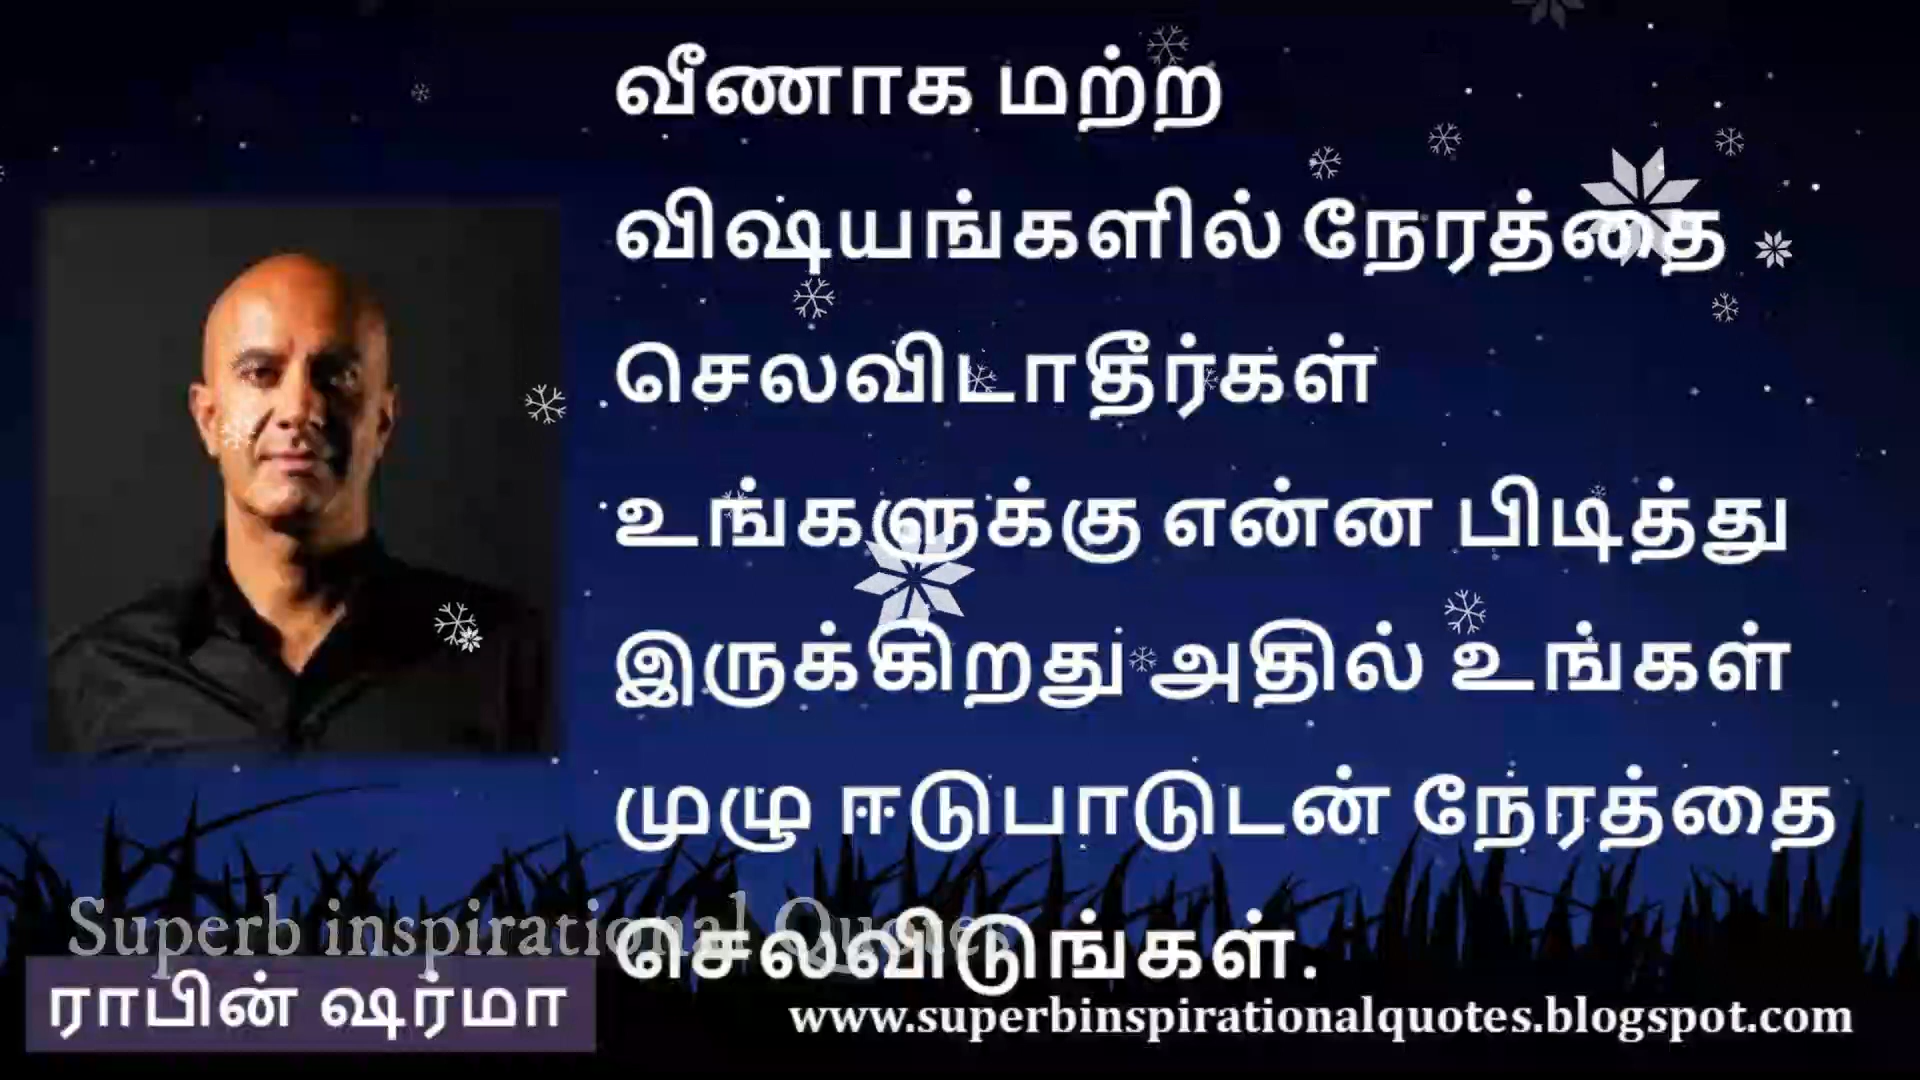 வீணாக மற்ற
விஷயங்களில் நேரத்தை
செலவிடாதீர்கள்
உங்களுக்கு என்ன பிடித்து
இருக்கிறது அதில் உங்கள்
முழு ஈடுபாடுடன் நேரத்தை
செலவிடுங்கள்.
Superb inspirational Quotes
ராபின் ஷர்மா
www.superbinspirationalquotes.blogspot.com